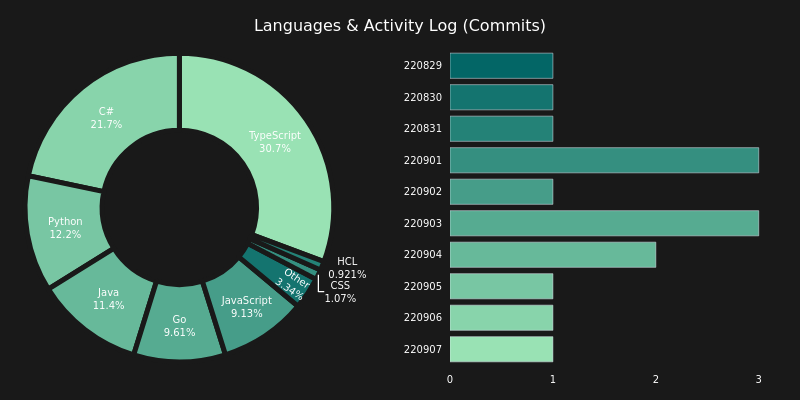 Languages & Activity Log (Commits)
C#
21.7%
TypeScript
30.7%
Python
12.2%
Java
11.4%
Go
9.61%
JavaScript
9.13%
Other
3.34%
HCL
0.921%
CSS
1.07%
220829
220830
220831
220901
220902
220903
220904
220905
220906
220907
0 1 2 3